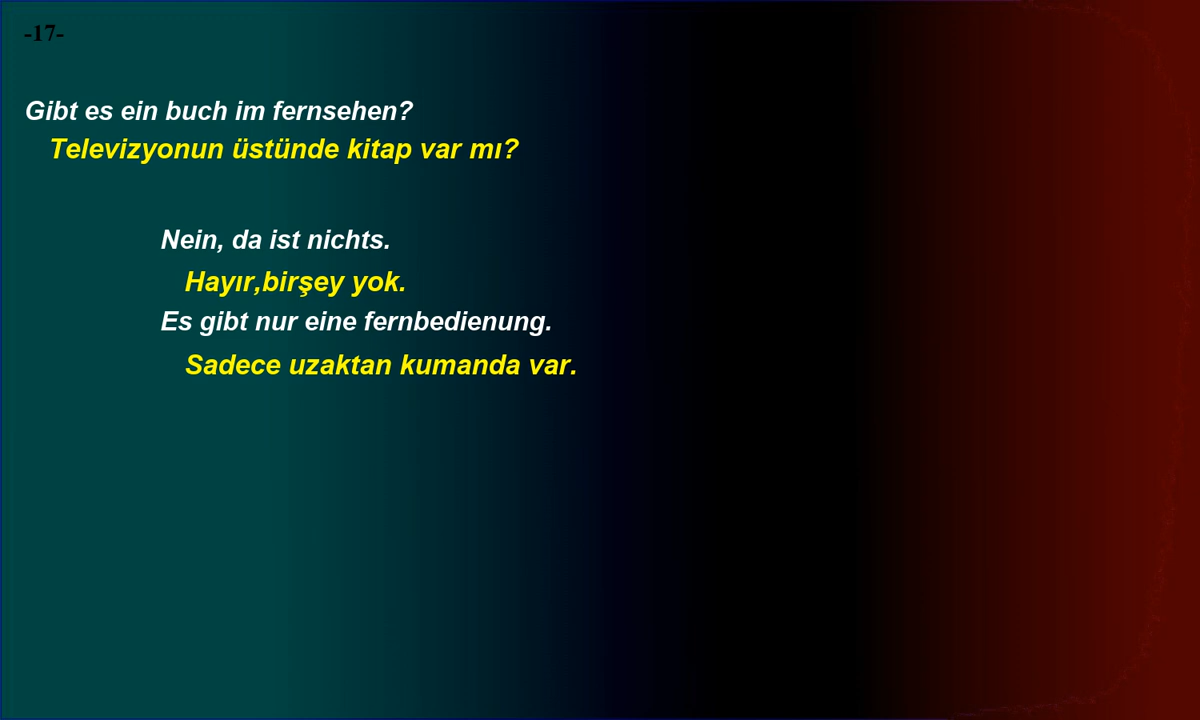 -17-
Gibt es ein buch im fernsehen?
Televizyonun üstünde kitap var mı?
Nein, da ist nichts.
Hayır,birşey yok.
Es gibt nur eine fernbedienung.
Sadece uzaktan kumanda var.